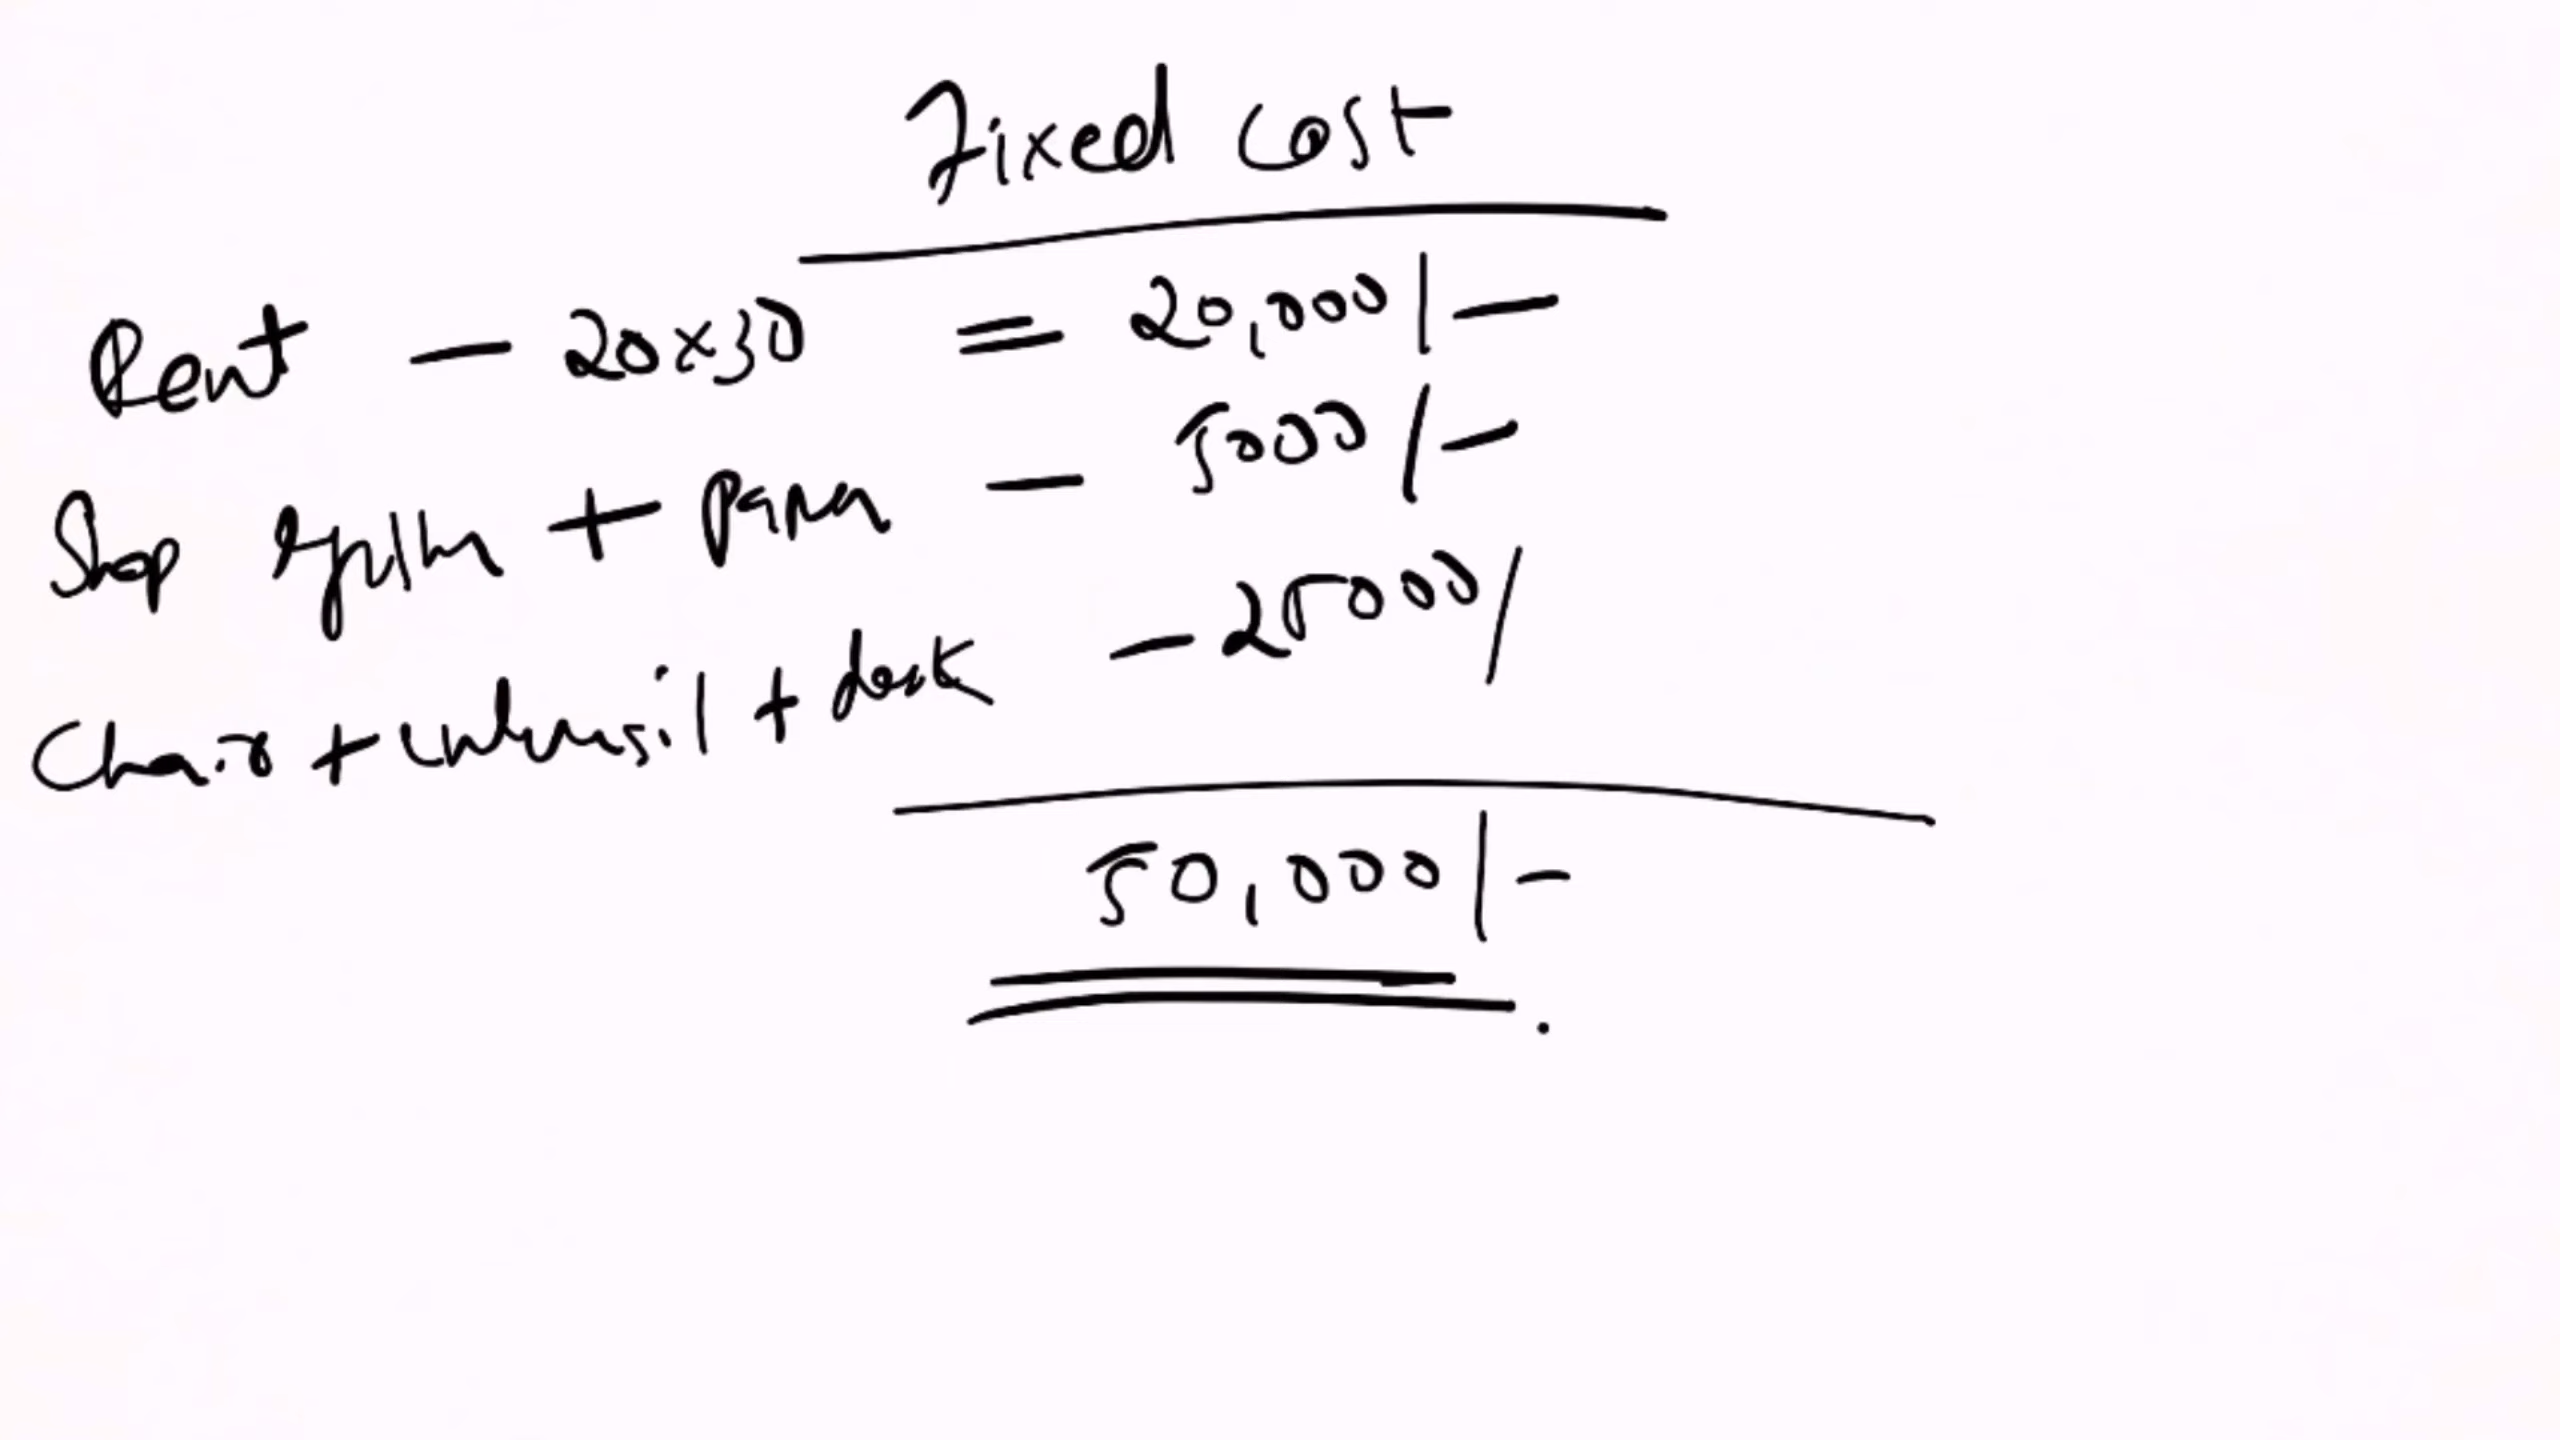 Fixed cost
Rent - 20x30 = 20,000/-
Shop + - 5000/-
Chair + + desk - 25000/
50,000/-